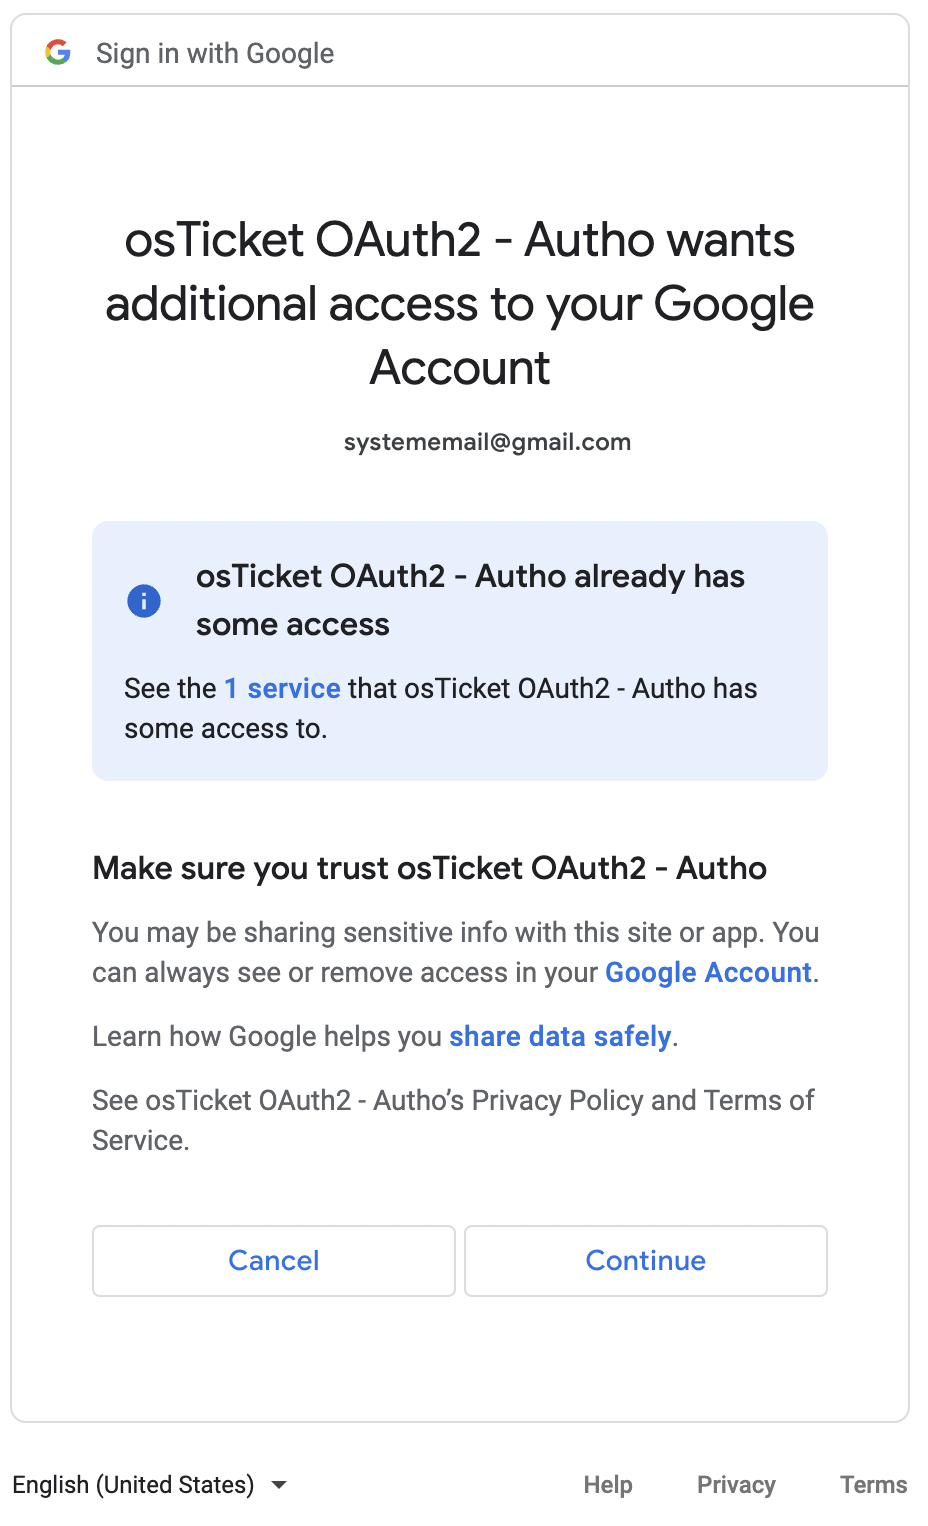 Sign in with Google
osTicket OAuth2 - Autho wants
additional access to your Google
Account
systememail@gmail.com
osTicket OAuth2 - Autho already has
some access
See the 1 service that osTicket OAuth2 - Autho has
some access to.
Make sure you trust osTicket OAuth2 - Autho
You may be sharing sensitive info with this site or app. You
can always see or remove access in your Google Account.
Learn how Google helps you share data safely.
See osTicket OAuth2 - Autho’s Privacy Policy and Terms of
Service.
Cancel Continue
English (United States) Help Privacy Terms